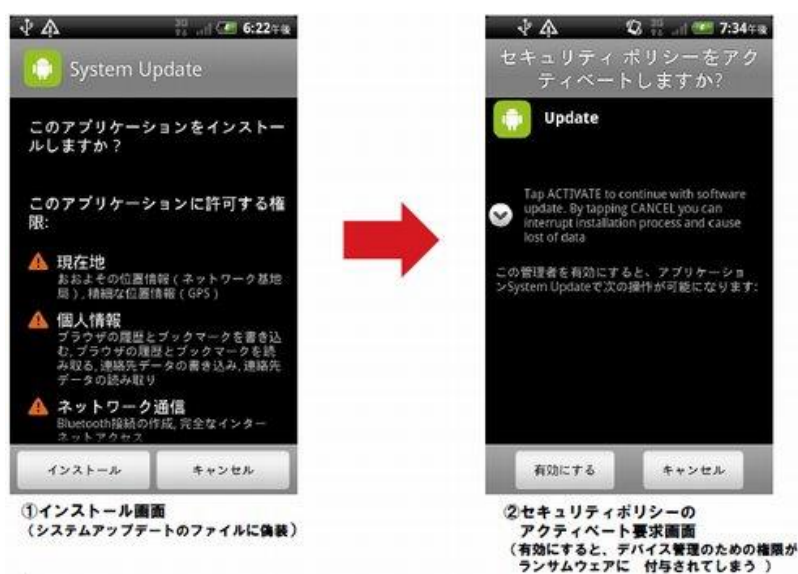 3G
6:22午後
System Update
このアプリケーションをインストー
ルしますか？
このアプリケーションに許可する権
限:
現在地
おおよその位置情報（ネットワーク基地
局）, 精細な位置情報（GPS）
個人情報
ブラウザの履歴とブックマークを書き込
む, ブラウザの履歴とブックマークを読
み取る, 連絡先データの書き込み, 連絡先
データの読み取り
ネットワーク通信
Bluetooth接続の作成, 完全なインター
ネットアクセス
インストール
キャンセル
①インストール画面
（システムアップデートのファイルに偽装）
3G
7:34午後
セキュリティ ポリシーをアク
ティベートしますか?
Update
Tap ACTIVATE to continue with software
update. By tapping CANCEL you can
interrupt installation process and cause
lost of data
この管理者を有効にすると、アプリケーショ
ンSystem Updateで次の操作が可能になります:
有効にする
キャンセル
②セキュリティポリシーの
アクティベート要求画面
（有効にすると、デバイス管理のための権限が
ランサムウェアに 付与されてしまう ）